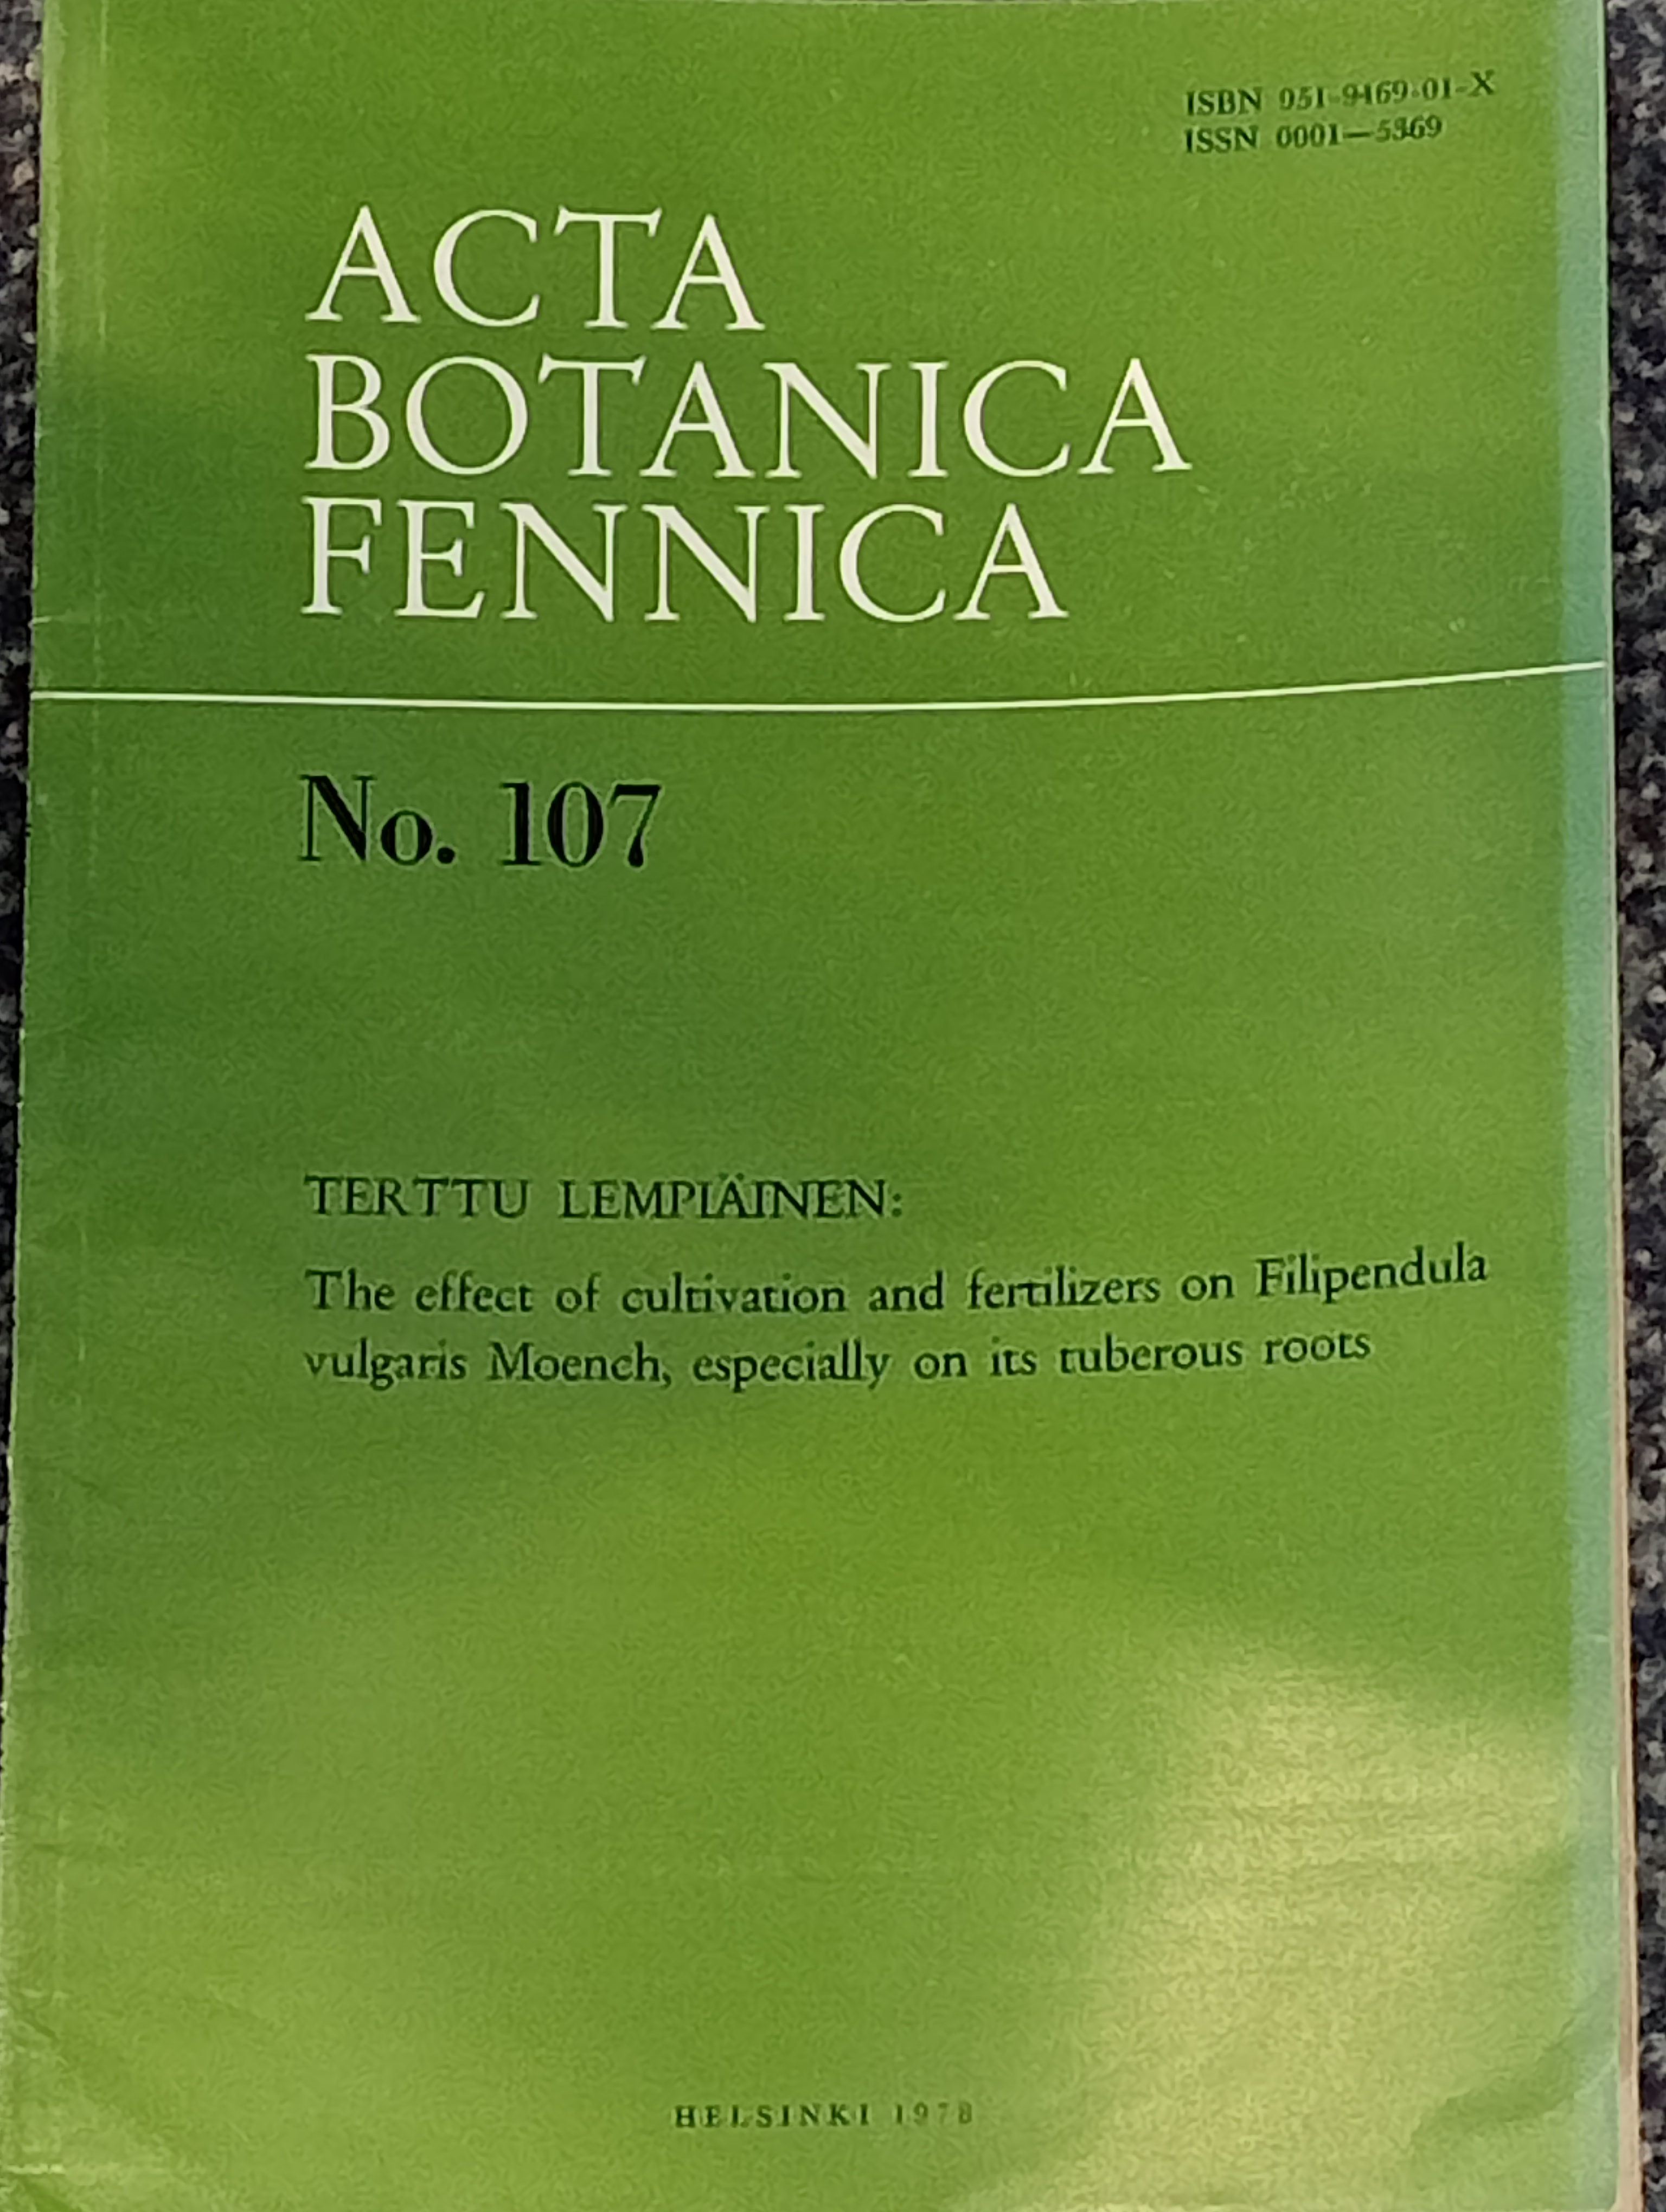 ISBN 951-9469-01-X
ISSN 0001—5369
ACTA
BOTANICA
FENNICA
No. 107
TERTTU LEMPIÄINEN:
The effect of cultivation and fertilizers on Filipendula
vulgaris Moench, especially on its tuberous roots
HELSINKI 1978